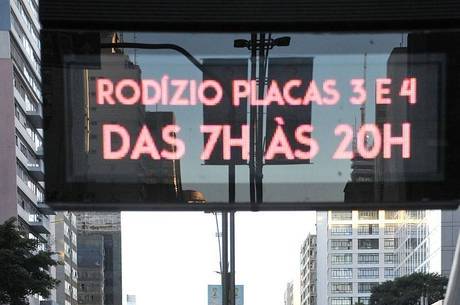 RODÍZIO PLACAS 3 E 4
DAS 7H ÀS 20H